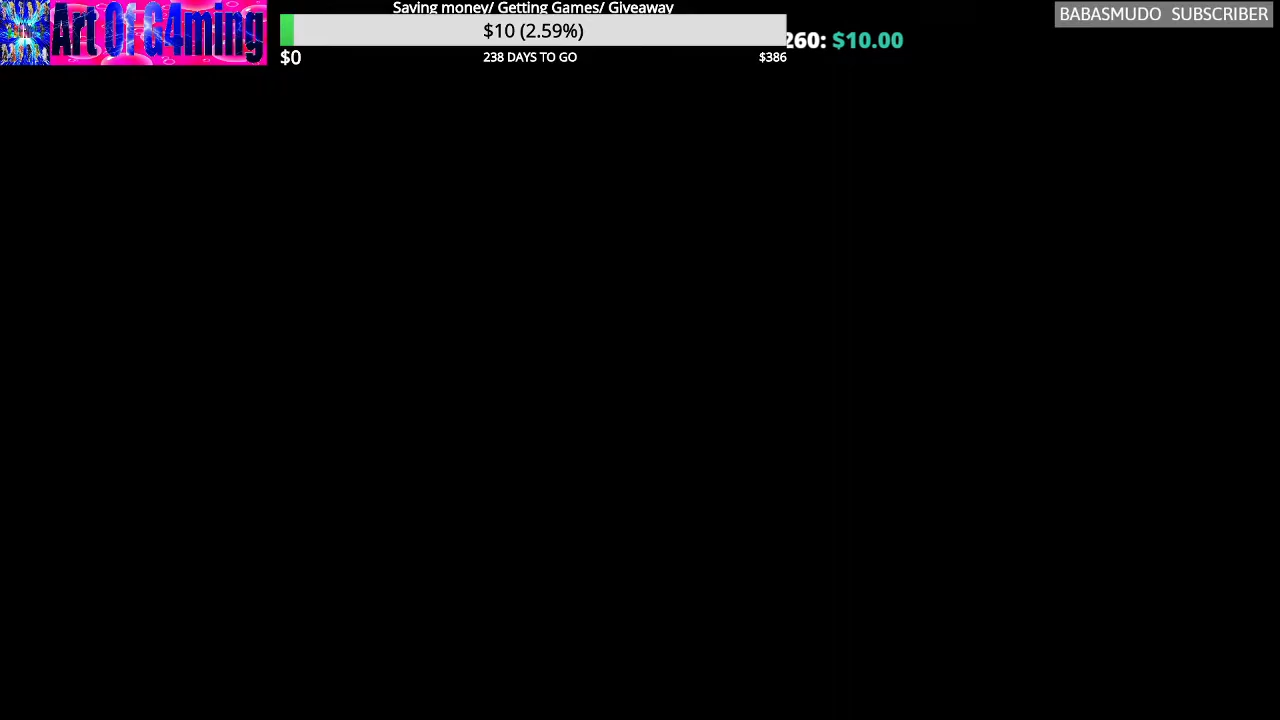 Art Of G4ming
Saving money/ Getting Games/ Giveaway
$10 (2.59%)
$0
238 DAYS TO GO
$386
260: $10.00
BABASMUDO SUBSCRIBER